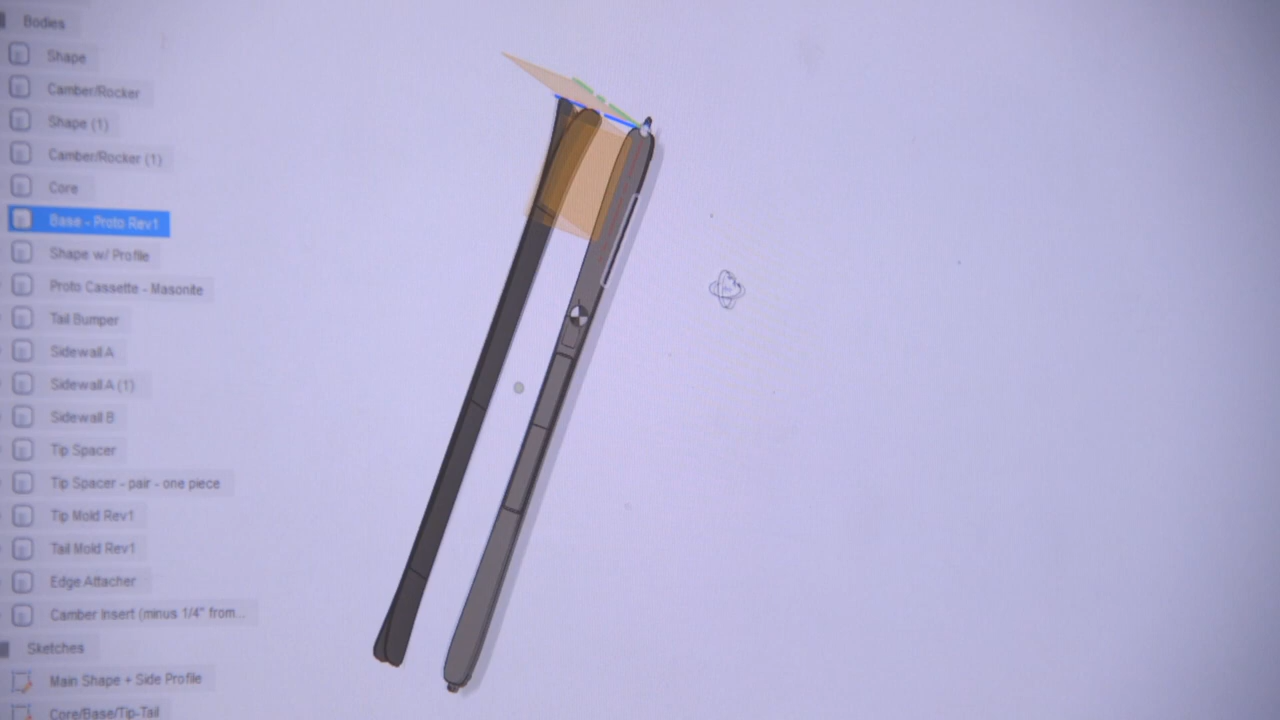 Bodies
Shape
Camber/Rocker
Shape (1)
Camber/Rocker (1)
Core
Base - Proto Rev1
Shape w/ Profile
Proto Cassette - Masonite
Tail Bumper
Sidewall A
Sidewall A (1)
Sidewall B
Tip Spacer
Tip Spacer - pair - one piece
Tip Mold Rev1
Tail Mold Rev1
Edge Attacher
Camber Insert (minus 1/4" from...
Sketches
Main Shape + Side Profile
Core/Base/Tip-Tail